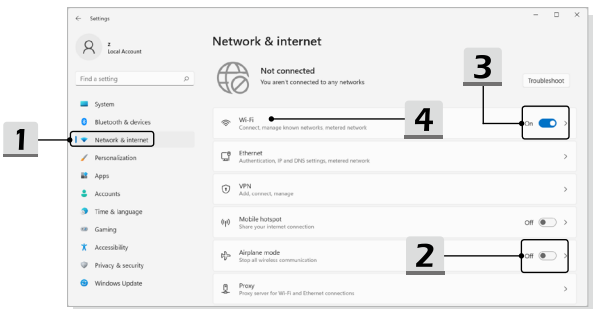 Settings
z
Local Account
Find a setting
System
Bluetooth & devices
Network & internet
Personalization
Apps
Accounts
Time & language
Gaming
Accessibility
Privacy & security
Windows Update
1
Network & internet
Not connected
You aren't connected to any networks
Troubleshoot
3
Wi-Fi
Connect, manage known networks, metered network
4
On
Ethernet
Authentication, IP and DNS settings, metered network
VPN
Add, connect, manage
Mobile hotspot
Share your internet connection
Off
Airplane mode
Stop all wireless communication
2
Off
Proxy
Proxy server for Wi-Fi and Ethernet connections